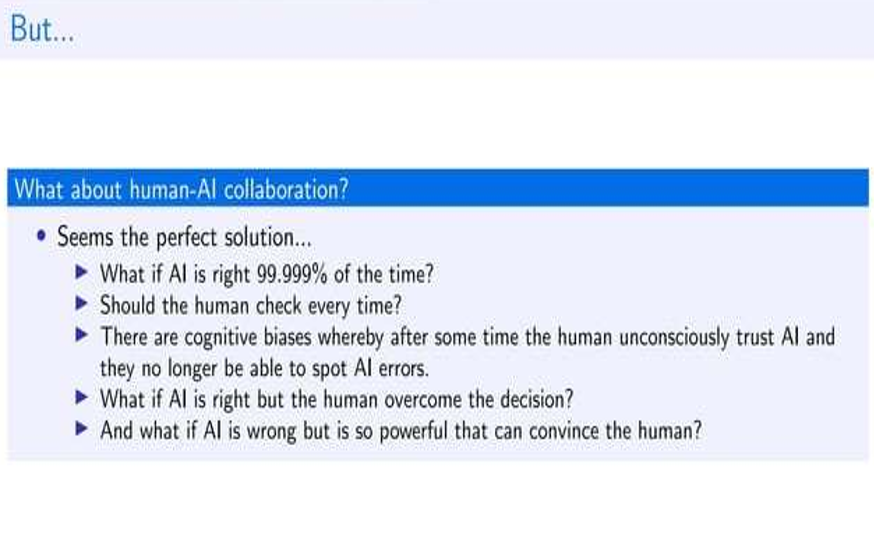 But...
What about human-AI collaboration?
• Seems the perfect solution...
▶ What if AI is right 99.999% of the time?
▶ Should the human check every time?
▶ There are cognitive biases whereby after some time the human unconsciously trust AI and
they no longer be able to spot AI errors.
▶ What if AI is right but the human overcome the decision?
▶ And what if AI is wrong but is so powerful that can convince the human?